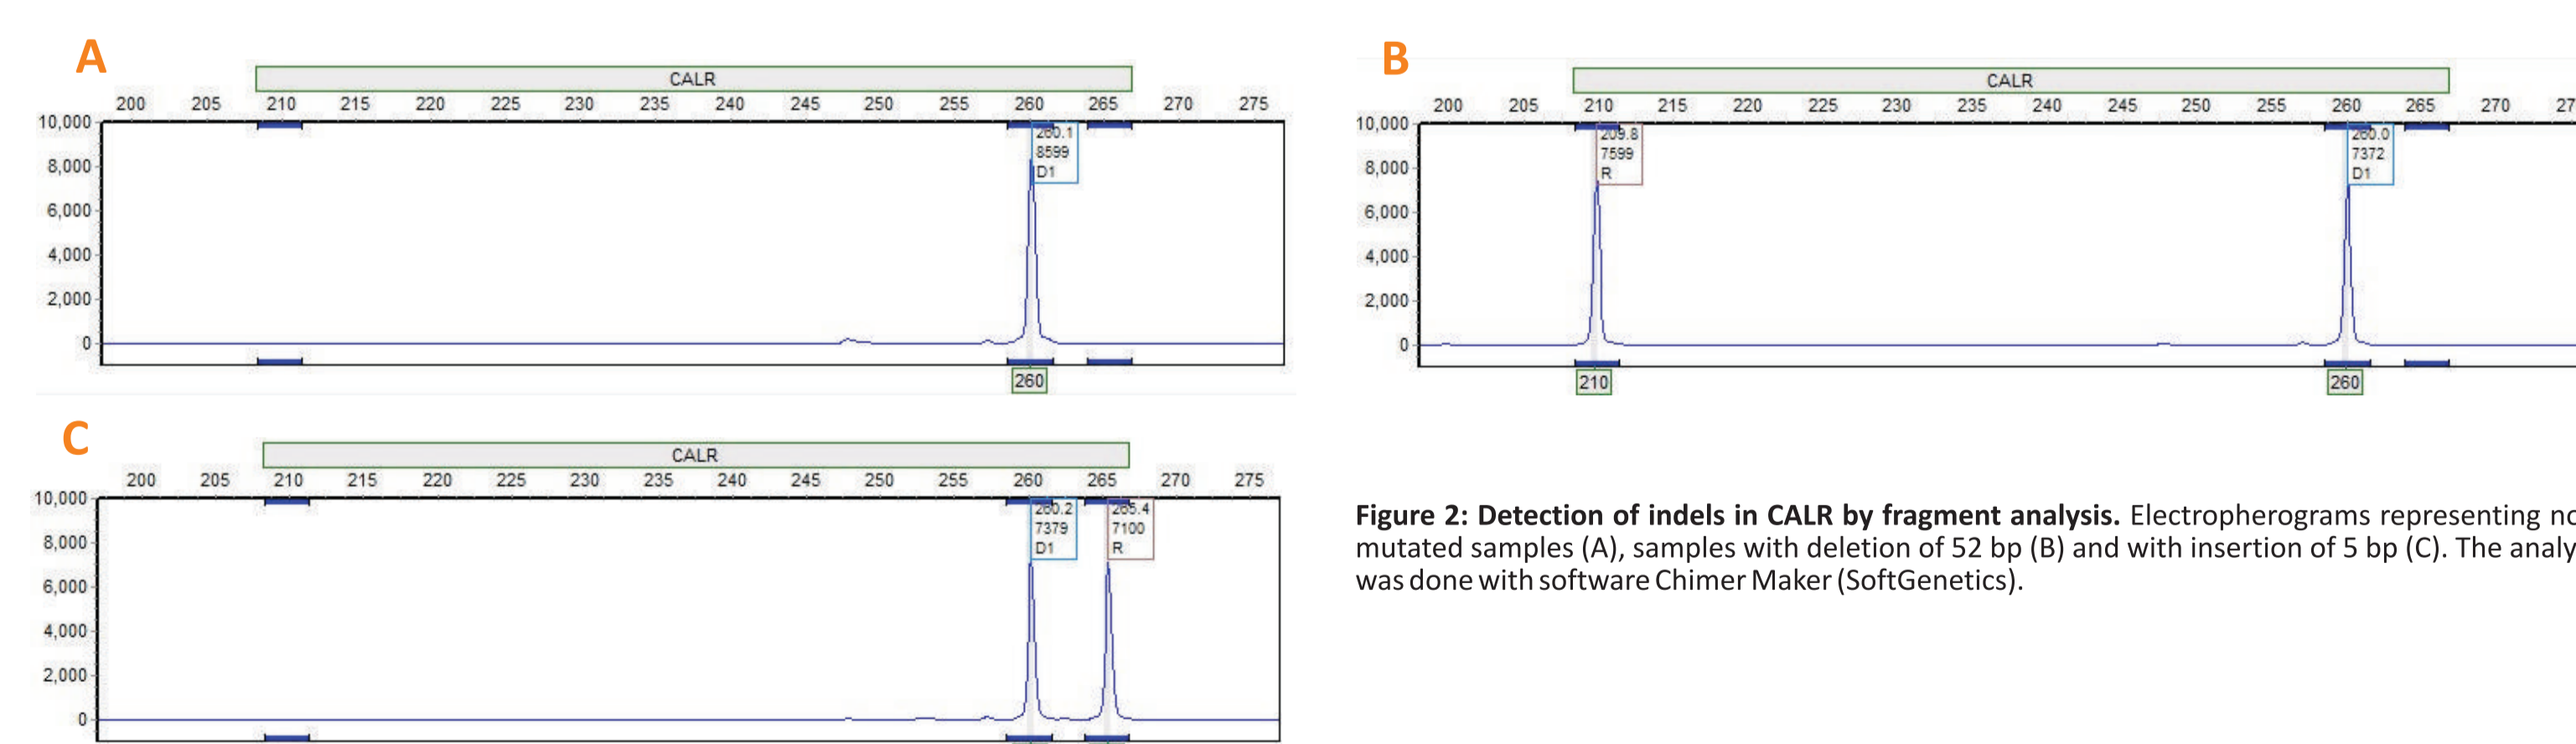 A
CALR
200 205 210 215 220 225 230 235 240 245 250 255 260 265 270 275
10,000
8,000
6,000
4,000
2,000
0
260.1
8599
D1
260
B
CALR
200 205 210 215 220 225 230 235 240 245 250 255 260 265 270 27
10,000
8,000
6,000
4,000
2,000
0
209.8
7599
R
260.0
7372
D1
210
260
C
CALR
200 205 210 215 220 225 230 235 240 245 250 255 260 265 270 275
10,000
8,000
6,000
4,000
2,000
0
260.2
7379
D1
265.4
7100
R
Figure 2: Detection of indels in CALR by fragment analysis. Electropherograms representing
mutated samples (A), samples with deletion of 52 bp (B) and with insertion of 5 bp (C). The
was done with software Chimer Maker (SoftGenetics).